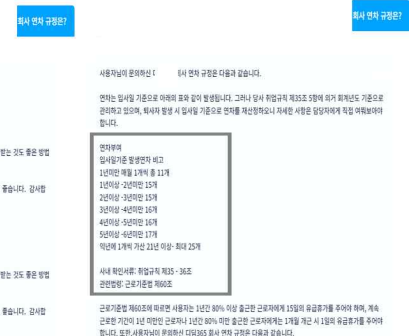 회사 연차 규정은?
회사 연차 규정은?
사용자님이 문의하신 [ 회사 연차 규정은 다음과 같습니다.
연차는 입사일 기준으로 아래의 표와 같이 발생됩니다. 그러나 당사 취업규칙 제35조 5항에 의거 회계년도 기준으로
관리하고 있으며, 퇴사자 발생 시 입사일 기준으로 연차를 재산정하오니 자세한 사항은 담당자에게 직접 여쭤보아야
합니다.
받는 것도 좋은 방법
좋습니다. 감사합
연차부여
입사일기준 발생연차 비고
1년미만 매월 1개씩 총 11개
1년이상 -2년미만 15개
2년이상 -3년미만 15개
3년이상 -4년미만 16개
4년이상 -5년미만 16개
5년이상 -6년미만 17개
익년에 1개씩 가산 21년 이상- 최대 25개
사내 확인서류: 취업규칙 제35 - 36조
관련법령: 근로기준법 제60조
받는 것도 좋은 방법
좋습니다. 감사합
근로기준법 제60조에 따르면 사용자는 1년간 80% 이상 출근한 근로자에게 15일의 유급휴가를 주어야 하며, 계속
근로한 기간이 1년 미만인 근로자나 1년간 80% 미만 출근한 근로자에게는 1개월 개근 시 1일의 유급휴가를 주어야
합니다. 또한,사용자님이 문의하신 디딤365 회사 연차 규정은 다음과 같습니다.